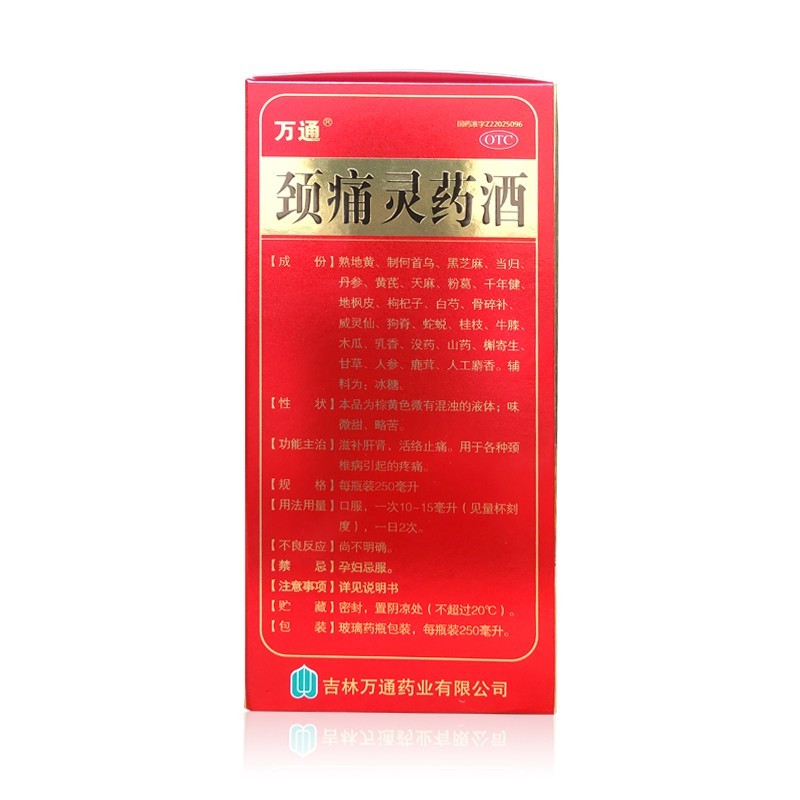 万通®
国药准字Z22025096
OTC
颈痛灵药酒
【成 份】熟地黄、制何首乌、黑芝麻、当归、
丹参、黄芪、天麻、粉葛、千年健、
地枫皮、枸杞子、白芍、骨碎补、
威灵仙、狗脊、蛇蜕、桂枝、牛膝、
木瓜、乳香、没药、山药、槲寄生、
甘草、人参、鹿茸、人工麝香。辅
料为：冰糖。
【性 状】本品为棕黄色微有混浊的液体；味
微甜、略苦。
【功能主治】滋补肝肾，活络止痛。用于各种颈
椎病引起的疼痛。
【规 格】每瓶装250毫升
【用法用量】口服，一次10-15毫升（见量杯刻
度），一日2次。
【不良反应】尚不明确。
【禁 忌】孕妇忌服。
【注意事项】详见说明书
【贮 藏】密封，置阴凉处（不超过20℃）。
【包 装】玻璃药瓶包装，每瓶装250毫升。
吉林万通药业有限公司